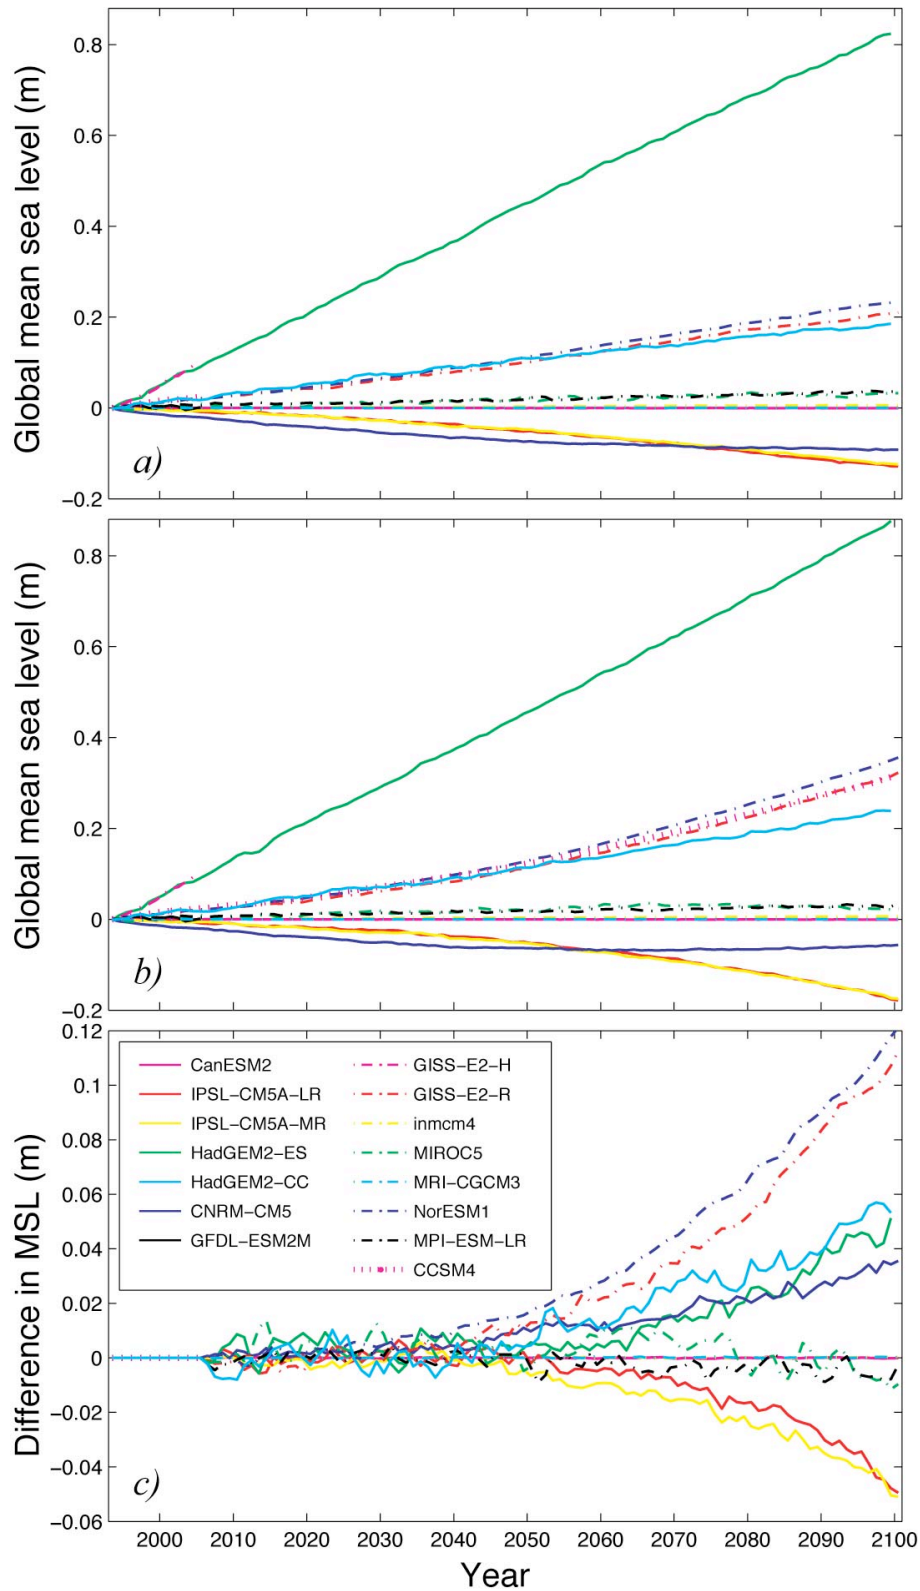 Global mean sea level (m)
0.8
0.6
0.4
0.2
0
−0.2
a)
Global mean sea level (m)
0.8
0.6
0.4
0.2
0
−0.2
b)
Difference in MSL (m)
0.12
0.1
0.08
0.06
0.04
0.02
0
−0.02
−0.04
−0.06
CanESM2
IPSL−CM5A−LR
IPSL−CM5A−MR
HadGEM2−ES
HadGEM2−CC
CNRM−CM5
GFDL−ESM2M
GISS−E2−H
GISS−E2−R
inmcm4
MIROC5
MRI−CGCM3
NorESM1
MPI−ESM−LR
CCSM4
c)
2000 2010 2020 2030 2040 2050 2060 2070 2080 2090 2100
Year